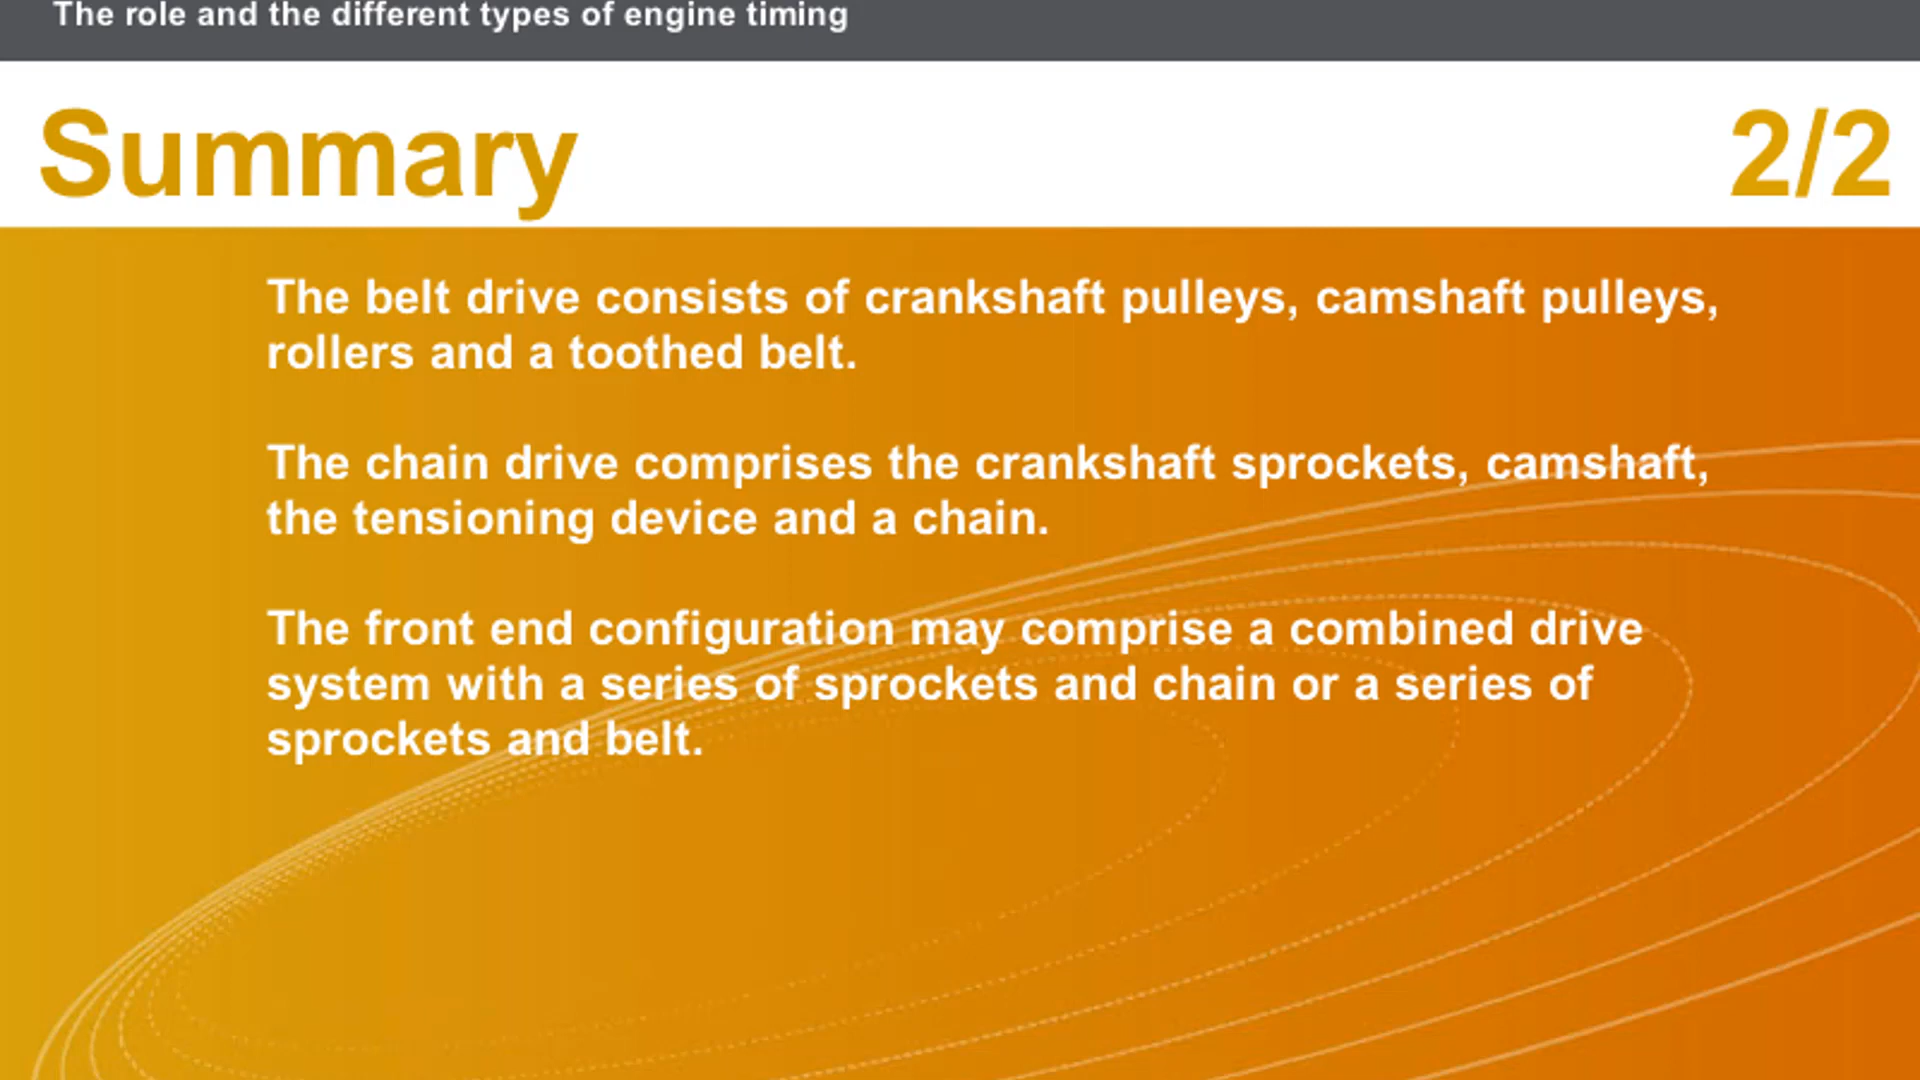 The role and the different types of engine timing
Summary
2/2
The belt drive consists of crankshaft pulleys, camshaft pulleys,
rollers and a toothed belt.
The chain drive comprises the crankshaft sprockets, camshaft,
the tensioning device and a chain.
The front end configuration may comprise a combined drive
system with a series of sprockets and chain or a series of
sprockets and belt.